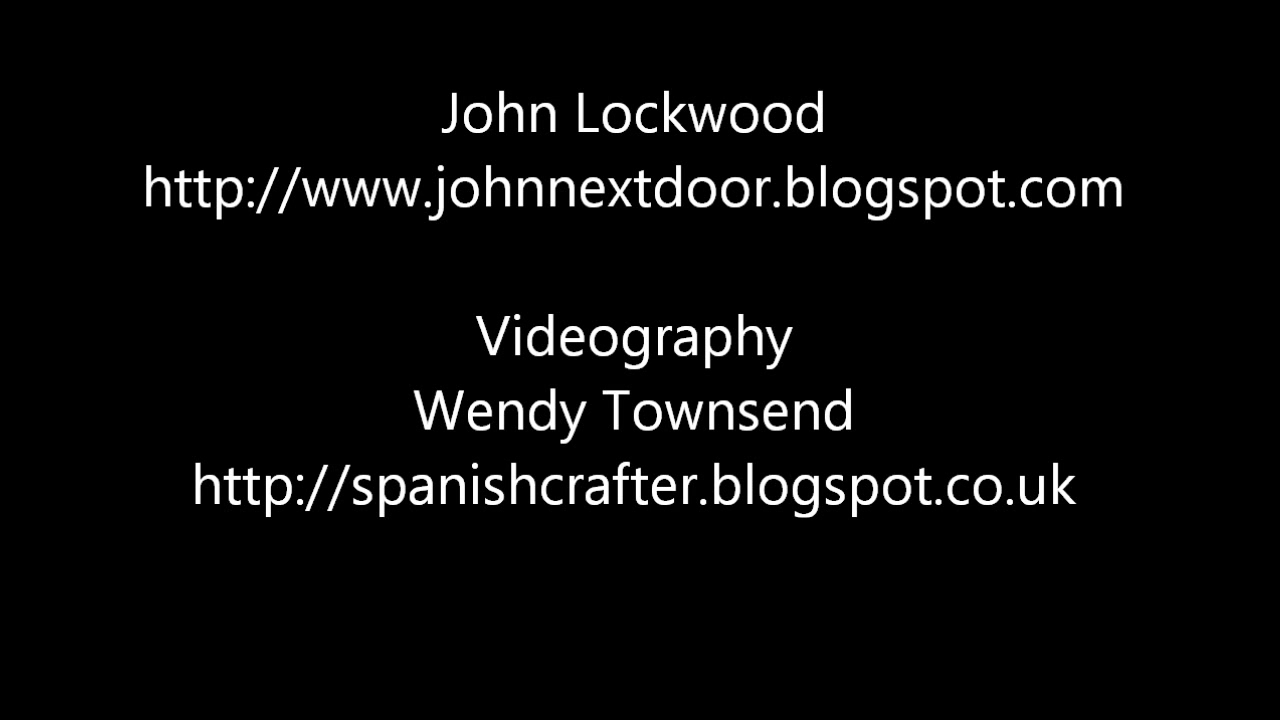 John Lockwood
http://www.johnnextdoor.blogspot.com
Videography
Wendy Townsend
http://spanishcrafter.blogspot.co.uk